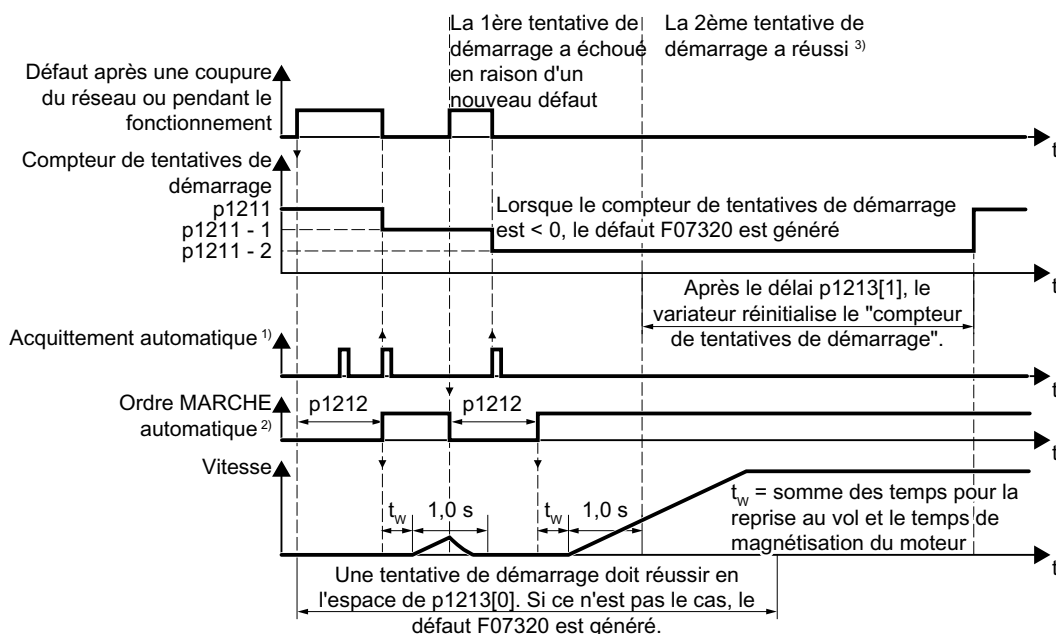 La 1ère tentative de
démarrage a échoué
en raison d'un
nouveau défaut
La 2ème tentative de
démarrage a réussi 3)
Défaut après une coupure
du réseau ou pendant le
fonctionnement
t
Compteur de tentatives de
démarrage
p1211
p1211 - 1
p1211 - 2
Lorsque le compteur de tentatives de démarrage
est < 0, le défaut F07320 est généré
t
Après le délai p1213[1], le
variateur réinitialise le "compteur
de tentatives de démarrage".
Acquittement automatique 1)
t
Ordre MARCHE
automatique 2)
p1212
p1212
t
Vitesse
tw
1,0 s
tw
1,0 s
tw = somme des temps pour la
reprise au vol et le temps de
magnétisation du moteur
t
Une tentative de démarrage doit réussir en
l'espace de p1213[0]. Si ce n'est pas le cas, le
défaut F07320 est généré.